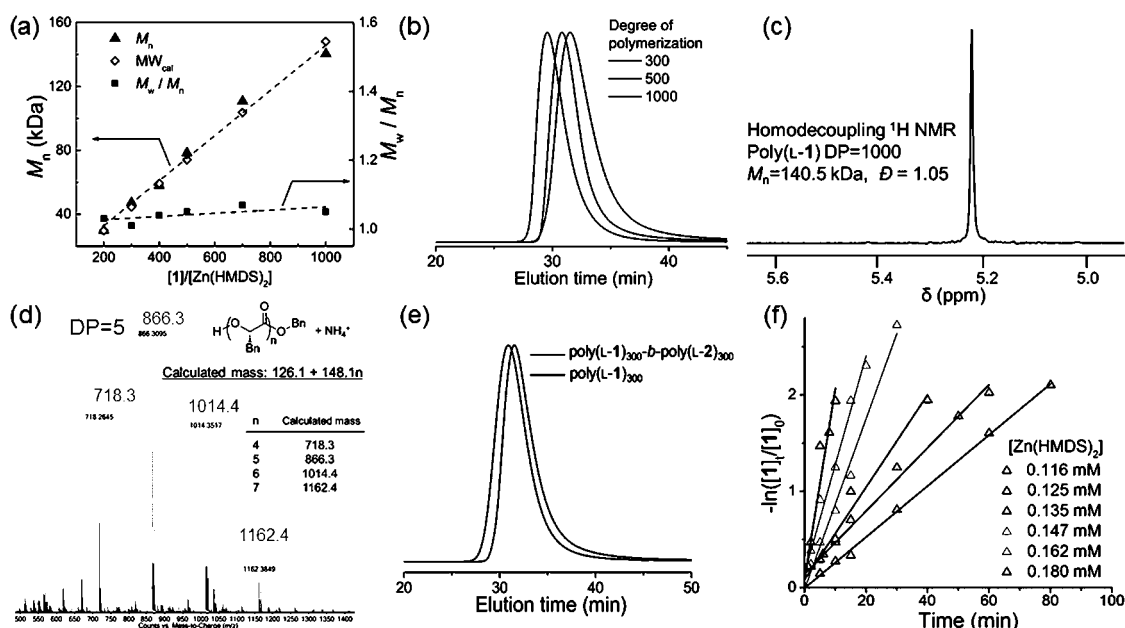 (a)
160
120
80
40
Mn (kDa)
Mn
MWcal
Mw / Mn
1.6
1.4
1.2
1.0
Mw / Mn
200 400 600 800 1000
[1]/[Zn(HMDS)2]
(b)
Degree of
polymerization
300
500
1000
20 30 40
Elution time (min)
(c)
Homodecoupling ¹H NMR
Poly(L-1) DP=1000
Mn=140.5 kDa, Đ = 1.05
5.6 5.4 5.2 5.0
δ (ppm)
(d)
DP=5
866.3
866.3095
H O O O Bn + NH4+
Bn n
Calculated mass: 126.1 + 148.1n
718.3
718.2645
1014.4
1014.3517
n Calculated mass
4 718.3
5 866.3
6 1014.4
7 1162.4
1162.4
1162.3849
500 550 600 650 700 750 800 850 900 950 1000 1050 1100 1150 1200 1250 1300 1350 1400
Counts vs. Mass-to-Charge (m/z)
(e)
poly(L-1)300-b-poly(L-2)300
poly(L-1)300
20 30 40 50
Elution time (min)
(f)
2
1
0
-ln([1]t/[1]0)
[Zn(HMDS)2]
0.116 mM
0.125 mM
0.135 mM
0.147 mM
0.162 mM
0.180 mM
0 20 40 60 80 100
Time (min)